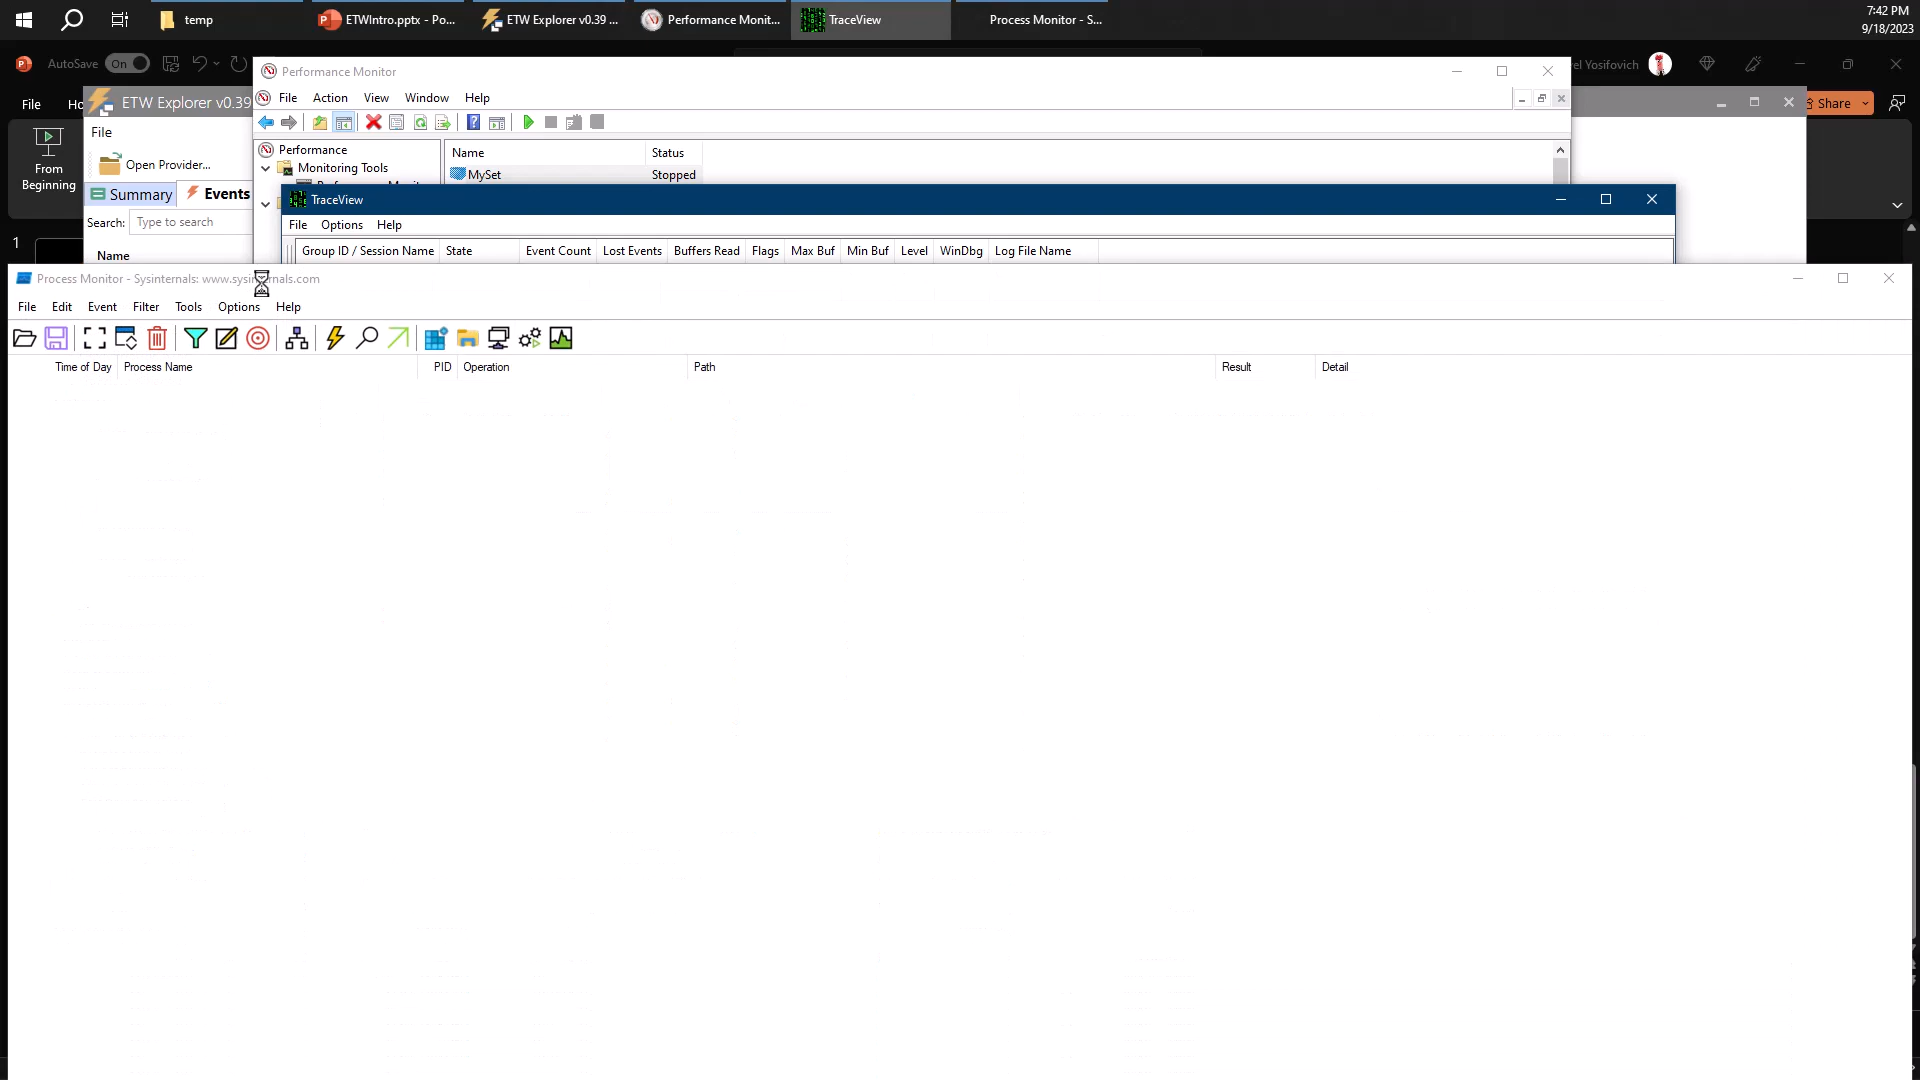 temp
ETWIntro.pptx - Po...
ETW Explorer v0.39 ...
Performance Monit...
TraceView
Process Monitor - S...
7:42 PM
9/18/2023
AutoSave
On
Yosifovich
File
Share
From
Beginning
1
ETW Explorer v0.39
File
Open Provider...
Summary
Events
Search:
Type to search
Name
Performance Monitor
File Action View Window Help
Performance
Monitoring Tools
Name Status
MySet Stopped
TraceView
File Options Help
Group ID / Session Name State Event Count Lost Events Buffers Read Flags Max Buf Min Buf Level WinDbg Log File Name
Process Monitor - Sysinternals: www.sysinternals.com
File Edit Event Filter Tools Options Help
Time of Day Process Name PID Operation Path Result Detail